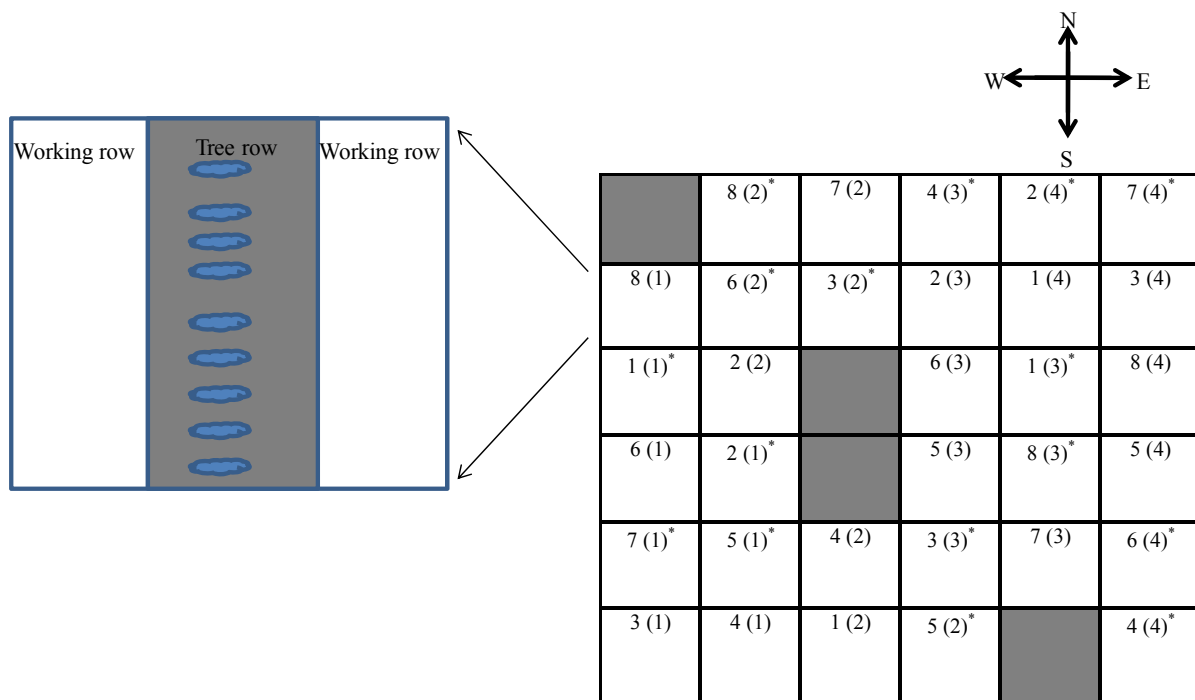 N
W E
S
Working row Tree row Working row
8 (2)* 7 (2) 4 (3)* 2 (4)* 7 (4)*
8 (1) 6 (2)* 3 (2)* 2 (3) 1 (4) 3 (4)
1 (1)* 2 (2) 6 (3) 1 (3)* 8 (4)
6 (1) 2 (1)* 5 (3) 8 (3)* 5 (4)
7 (1)* 5 (1)* 4 (2) 3 (3)* 7 (3) 6 (4)*
3 (1) 4 (1) 1 (2) 5 (2)* 4 (4)*